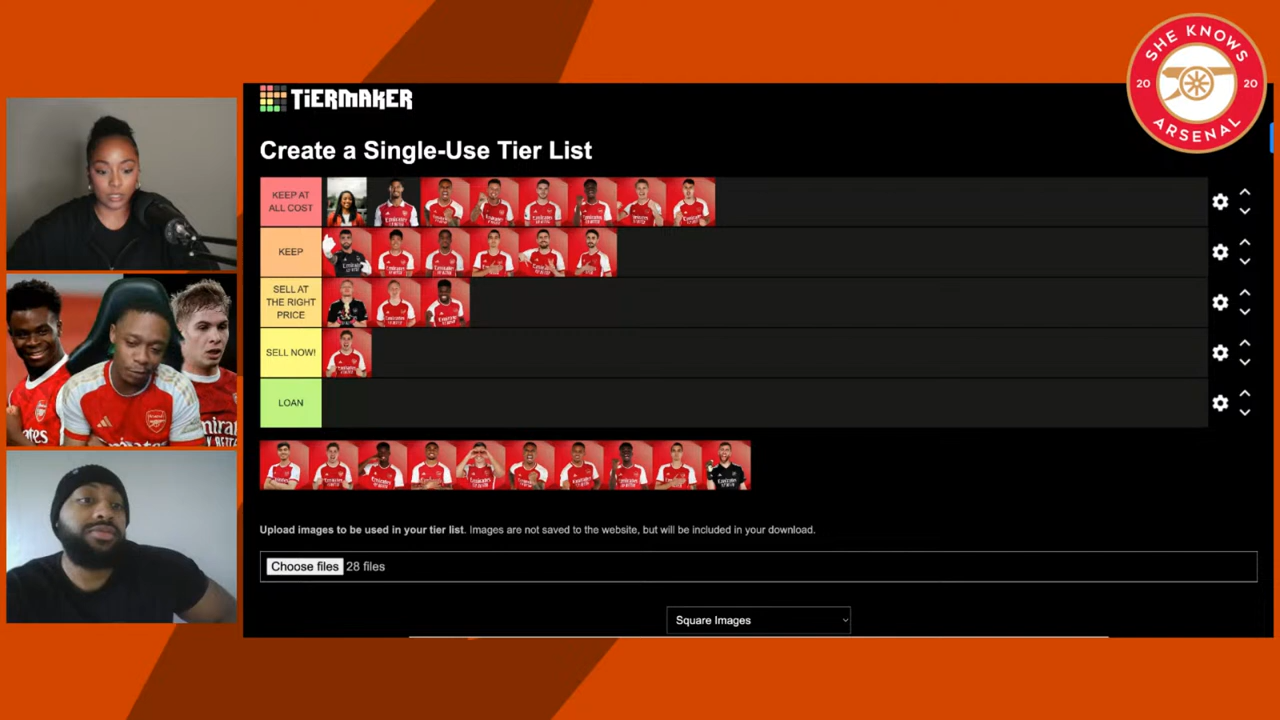 SHE KNOWS
20 20
ARSENAL
TiERMAKER
Create a Single-Use Tier List
KEEP AT
ALL COST
KEEP
SELL AT
THE RIGHT
PRICE
SELL NOW!
LOAN
Upload images to be used in your tier list. Images are not saved to the website, but will be included in your download.
Choose files 28 files
Square Images